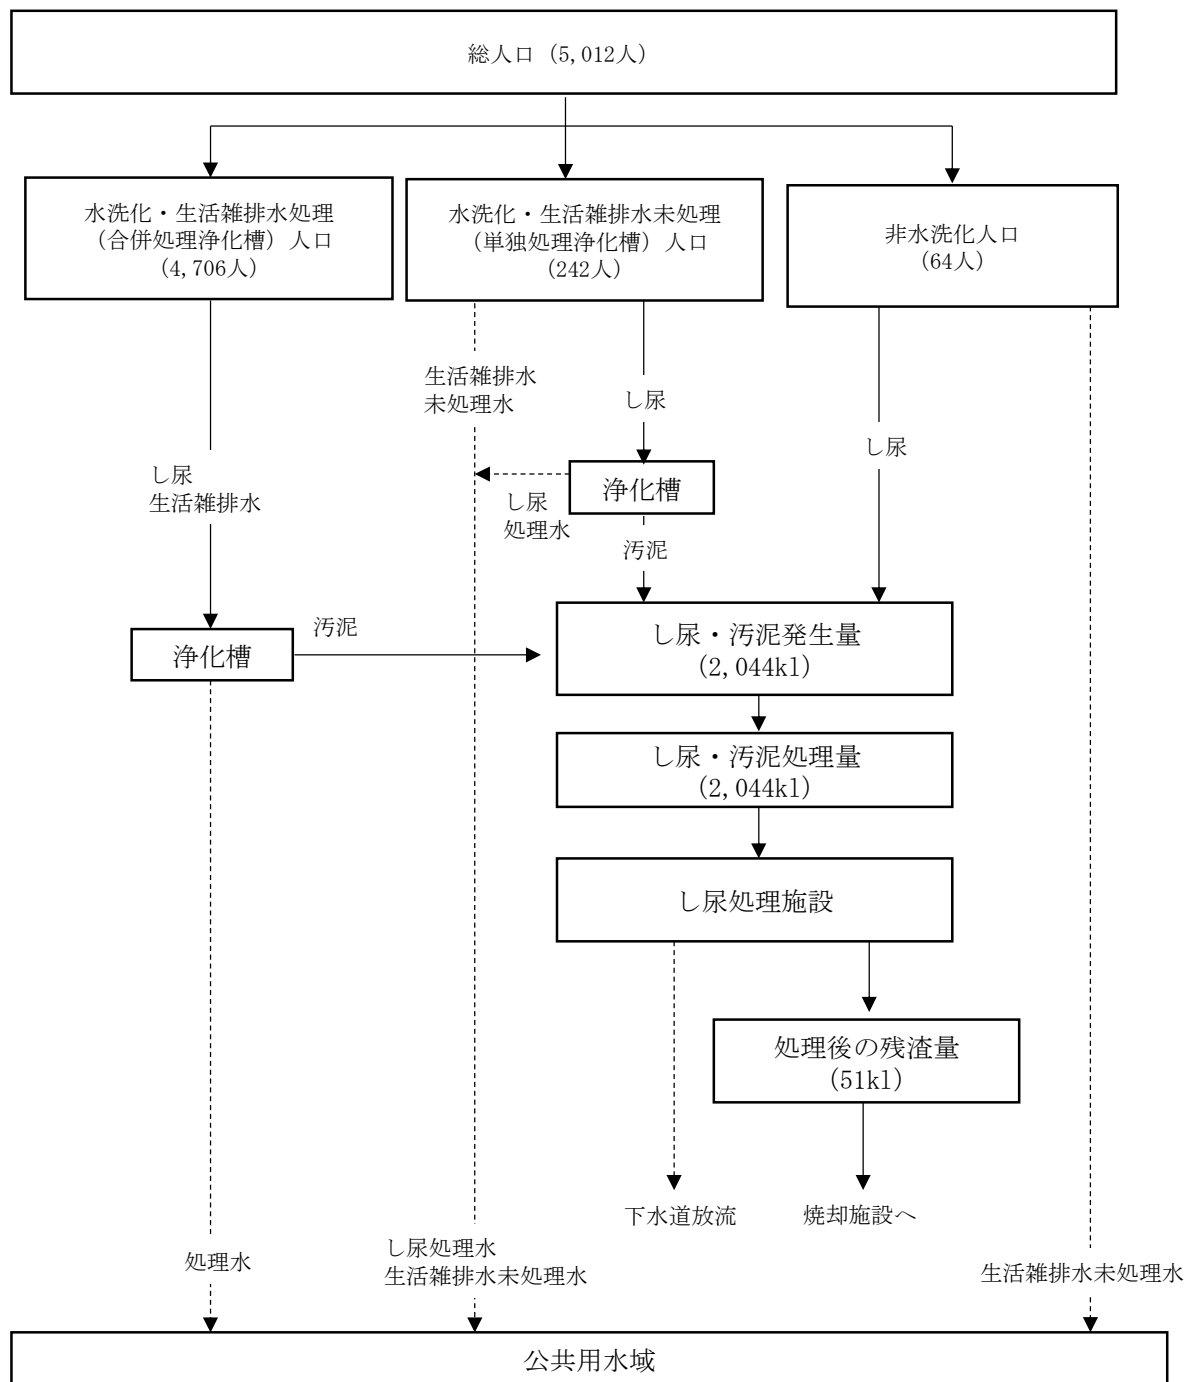 総人口（5,012人）
水洗化・生活雑排水処理
（合併処理浄化槽）人口
（4,706人）
水洗化・生活雑排水未処理
（単独処理浄化槽）人口
（242人）
非水洗化人口
（64人）
生活雑排水
未処理水
し尿
し尿
し尿
生活雑排水
浄化槽
し尿
処理水
汚泥
汚泥
浄化槽
し尿・汚泥発生量
（2,044kl）
し尿・汚泥処理量
（2,044kl）
し尿処理施設
処理後の残渣量
（51kl）
下水道放流
焼却施設へ
処理水
し尿処理水
生活雑排水未処理水
生活雑排水未処理水
公共用水域